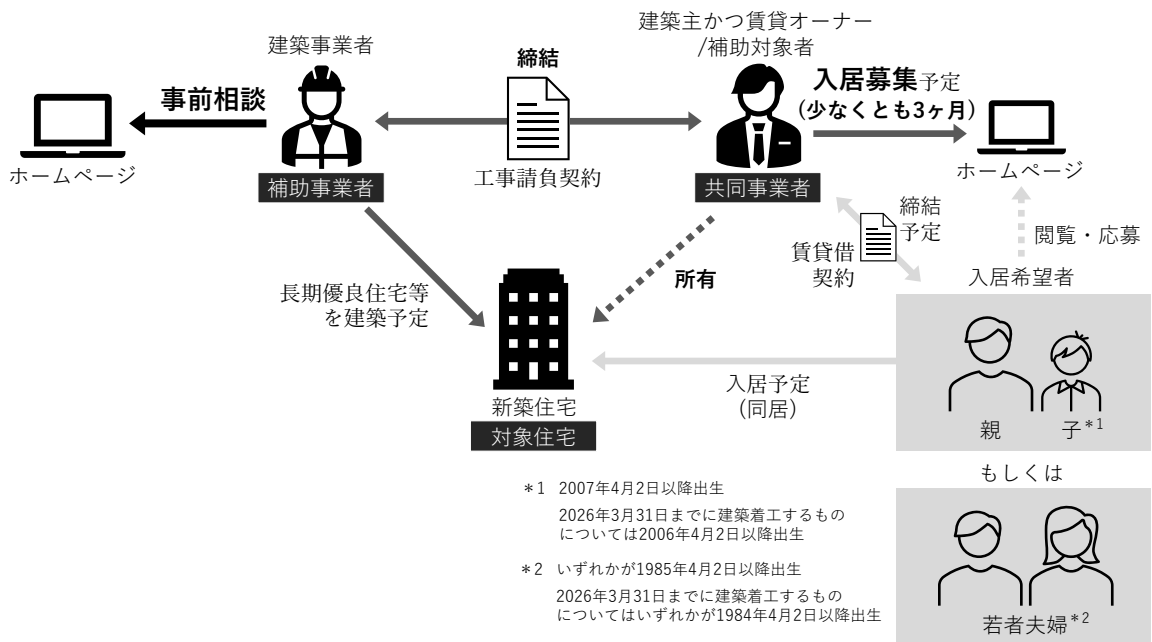 建築事業者
事前相談
ホームページ
補助事業者
締結
工事請負契約
建築主かつ賃貸オーナー
/補助対象者
共同事業者
入居募集予定
(少なくとも3ヶ月)
ホームページ
締結
予定
賃貸借
契約
閲覧・応募
入居希望者
長期優良住宅等
を建築予定
所有
新築住宅
対象住宅
入居予定
(同居)
親
子*1
もしくは
若者夫婦*2
*1 2007年4月2日以降出生
2026年3月31日までに建築着工するもの
については2006年4月2日以降出生
*2 いずれかが1985年4月2日以降出生
2026年3月31日までに建築着工するもの
についてはいずれかが1984年4月2日以降出生